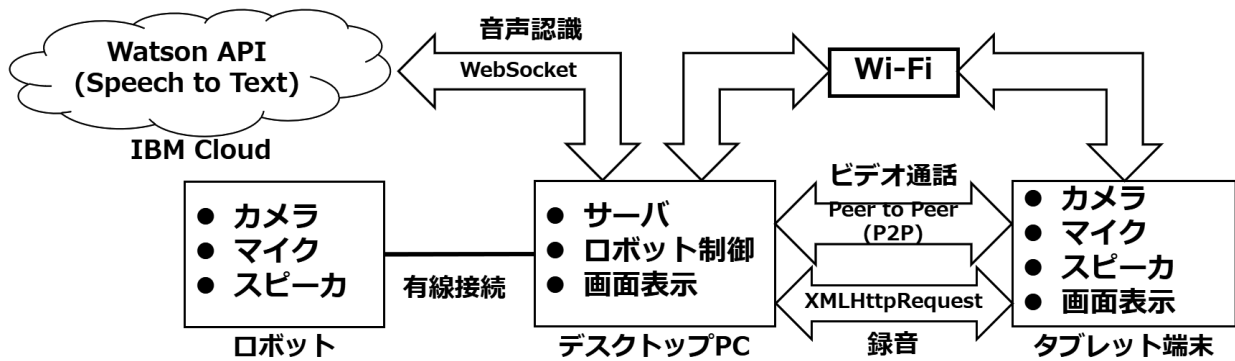 Watson API
(Speech to Text)
IBM Cloud
音声認識
WebSocket
Wi-Fi
● カメラ
● マイク
● スピーカ
ロボット
有線接続
● サーバ
● ロボット制御
● 画面表示
デスクトップPC
ビデオ通話
Peer to Peer
(P2P)
XMLHttpRequest
録音
● カメラ
● マイク
● スピーカ
● 画面表示
タブレット端末